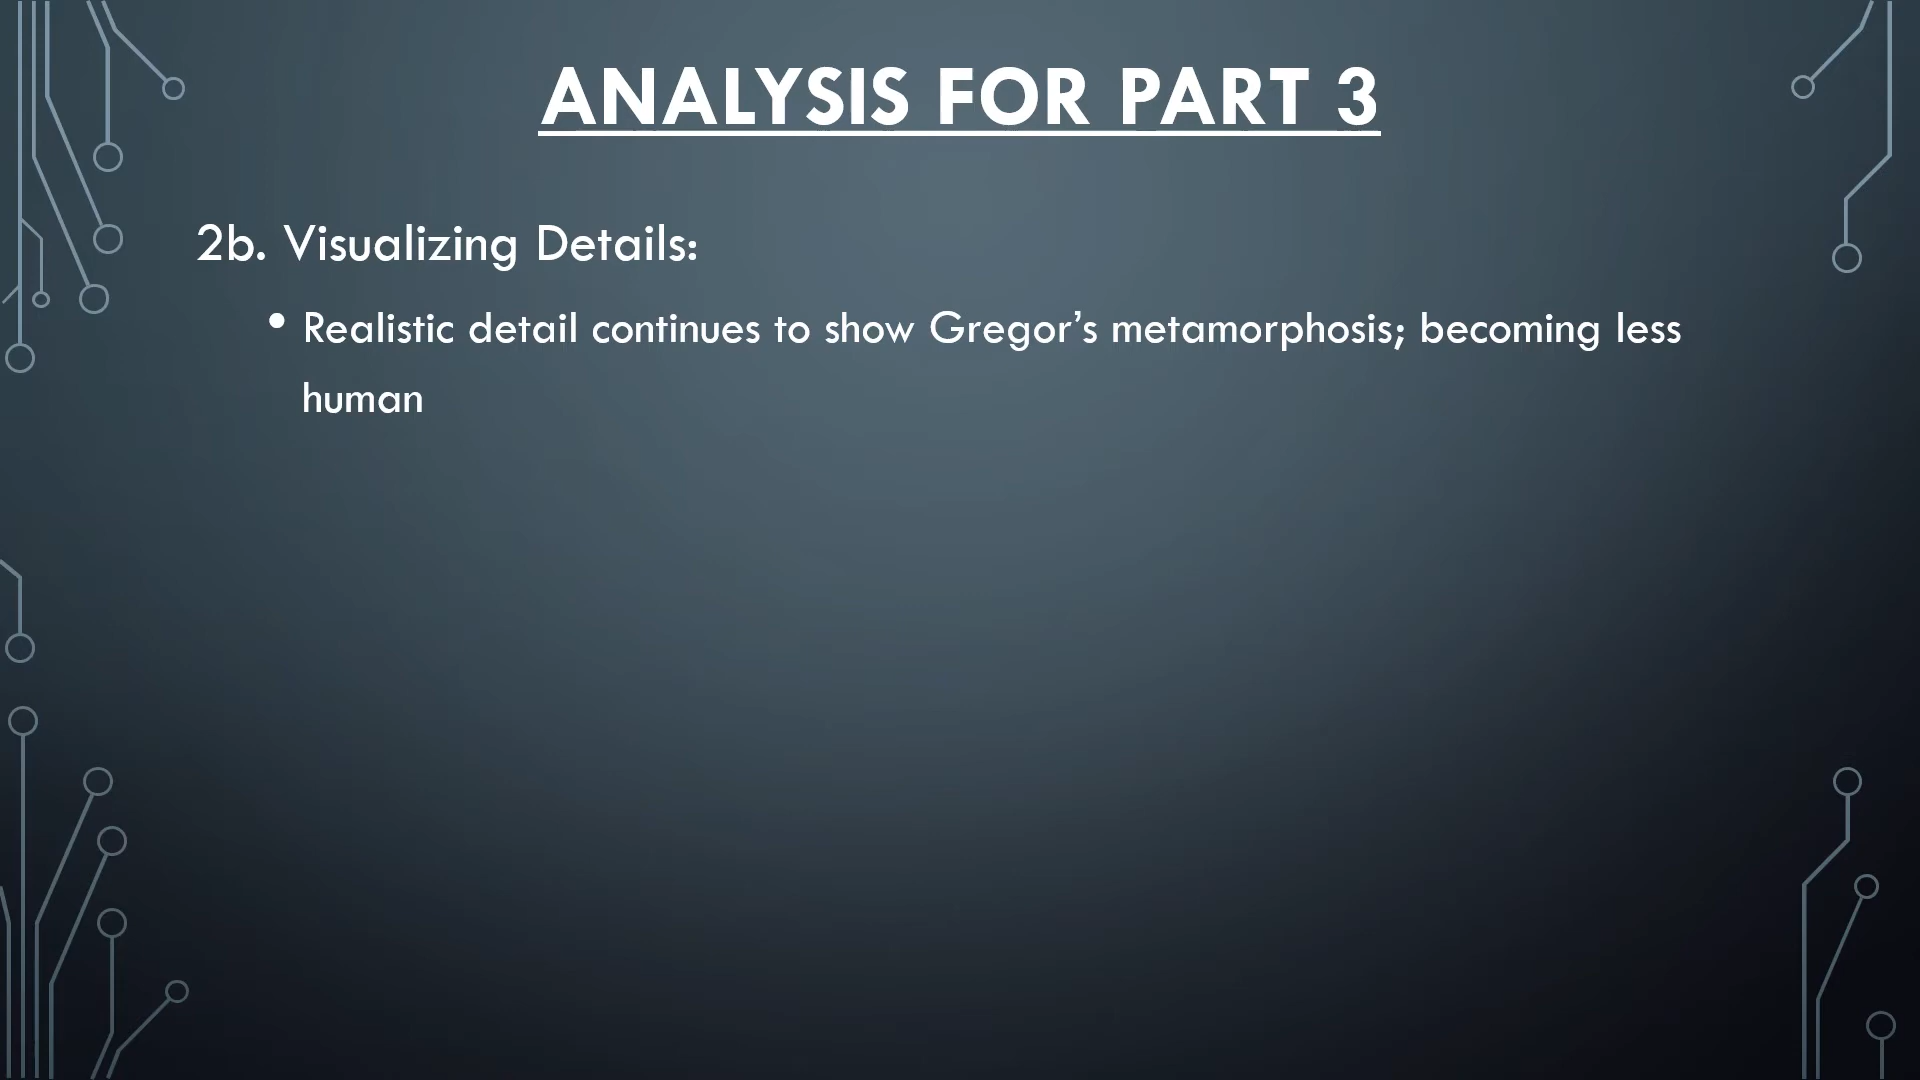 ANALYSIS FOR PART 3
2b. Visualizing Details:
• Realistic detail continues to show Gregor’s metamorphosis; becoming less
human